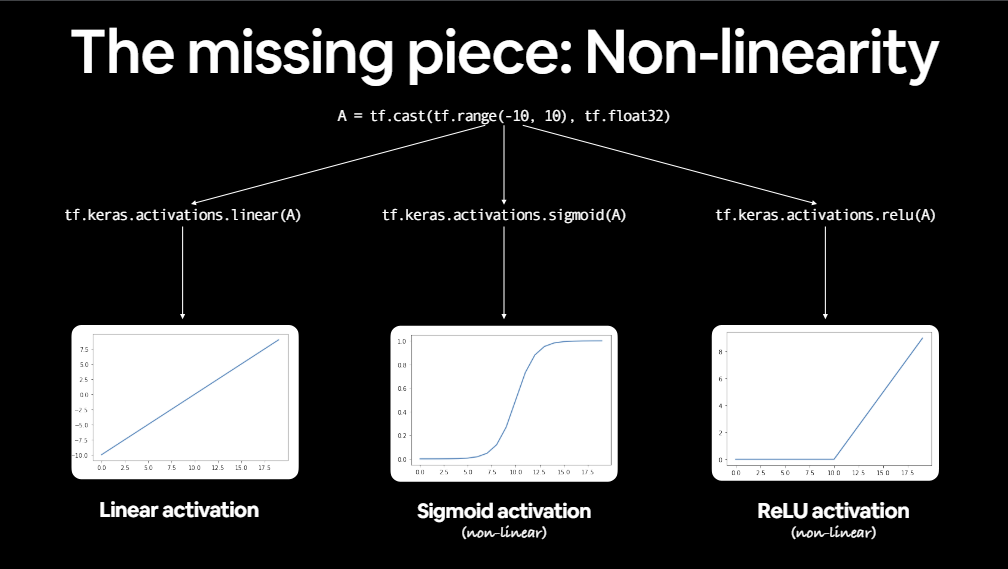 The missing piece: Non-linearity
A = tf.cast(tf.range(-10, 10), tf.float32)
tf.keras.activations.linear(A)
tf.keras.activations.sigmoid(A)
tf.keras.activations.relu(A)
7.5
5.0
2.5
0.0
−2.5
−5.0
−7.5
−10.0
0.0 2.5 5.0 7.5 10.0 12.5 15.0 17.5
1.0
0.8
0.6
0.4
0.2
0.0
0.0 2.5 5.0 7.5 10.0 12.5 15.0 17.5
8
6
4
2
0
0.0 2.5 5.0 7.5 10.0 12.5 15.0 17.5
Linear activation
Sigmoid activation
(non-linear)
ReLU activation
(non-linear)